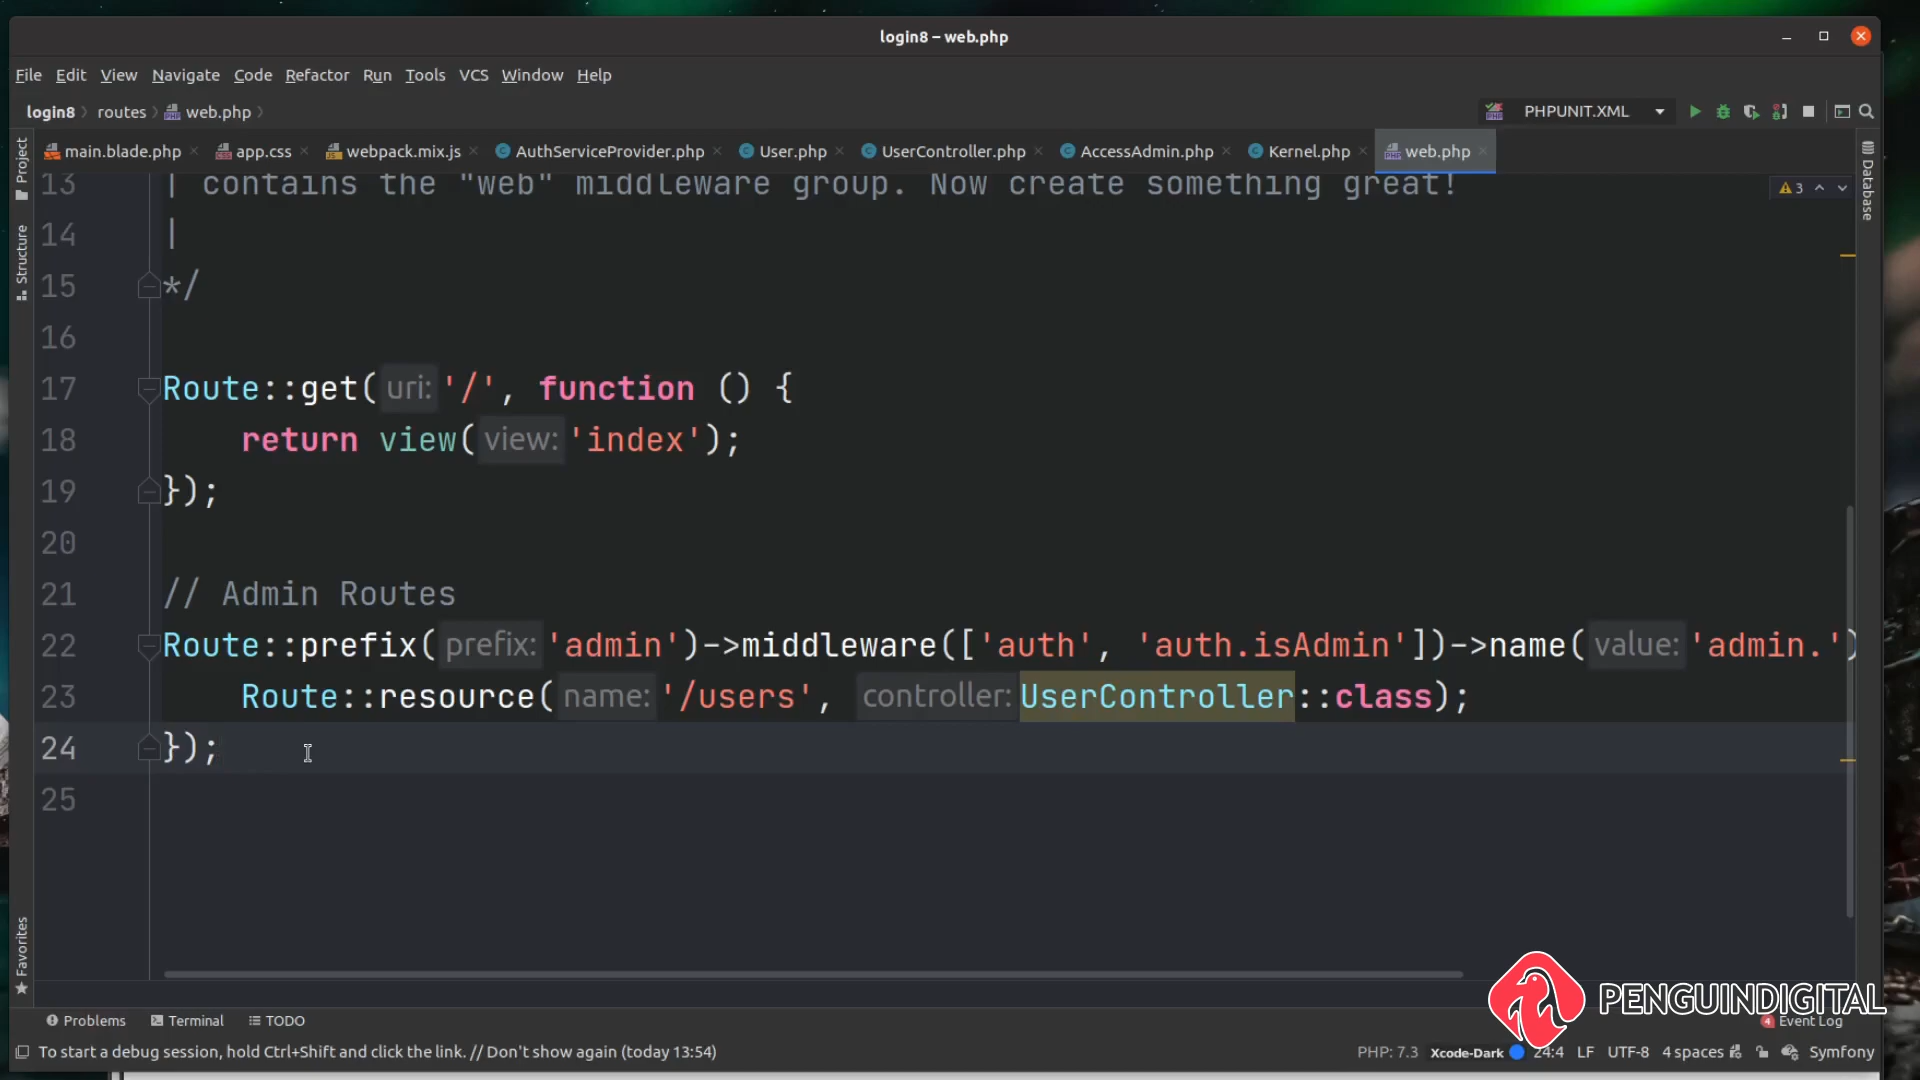 login8 – web.php
File Edit View Navigate Code Refactor Run Tools VCS Window Help
login8 routes web.php PHPUNIT.XML
main.blade.php app.css webpack.mix.js AuthServiceProvider.php User.php UserController.php AccessAdmin.php Kernel.php web.php
Project
Structure
Favorites
Database
3
13 | contains the "web" middleware group. Now create something great!
14 |
15 */
16
17 Route::get( uri: '/', function () {
18 return view( view: 'index');
19 });
20
21 // Admin Routes
22 Route::prefix( prefix: 'admin')->middleware(['auth', 'auth.isAdmin'])->name( value: 'admin.')
23 Route::resource( name: '/users', controller: UserController::class);
24 });
25
PENGUINDIGITAL
Problems Terminal TODO 4 Event Log
To start a debug session, hold Ctrl+Shift and click the link. // Don't show again (today 13:54) PHP: 7.3 Xcode-Dark 24:4 LF UTF-8 4 spaces Symfony